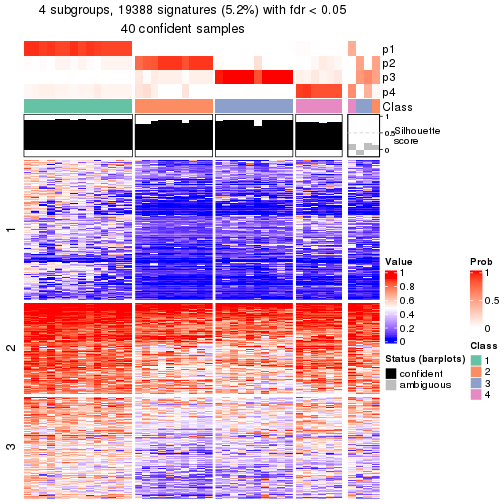 4 subgroups, 19388 signatures (5.2%) with fdr < 0.05
40 confident samples
p1
p2
p3
p4
Class
1
0.5
0
Silhouette
score
1
2
3
Value
1
0.8
0.6
0.4
0.2
0
Prob
1
0.5
0
Status (barplots)
confident
ambiguous
Class
1
2
3
4